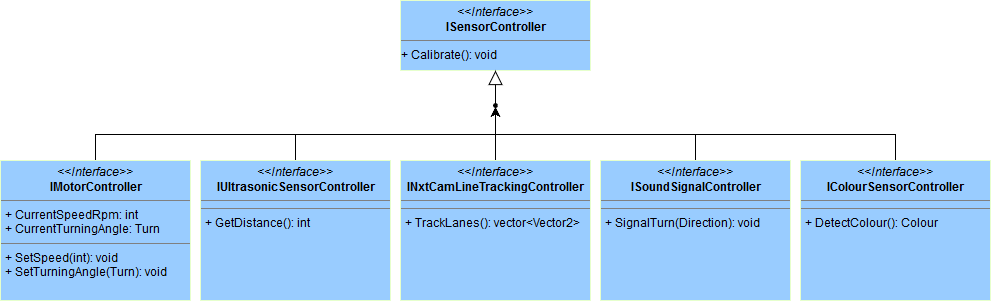 <<Interface>>
ISensorController
+ Calibrate(): void
<<Interface>>
IMotorController
+ CurrentSpeedRpm: int
+ CurrentTurningAngle: Turn
+ SetSpeed(int): void
+ SetTurningAngle(Turn): void
<<Interface>>
IUltrasonicSensorController
+ GetDistance(): int
<<Interface>>
INxtCamLineTrackingController
+ TrackLanes(): vector<Vector2>
<<Interface>>
ISoundSignalController
+ SignalTurn(Direction): void
<<Interface>>
IColourSensorController
+ DetectColour(): Colour